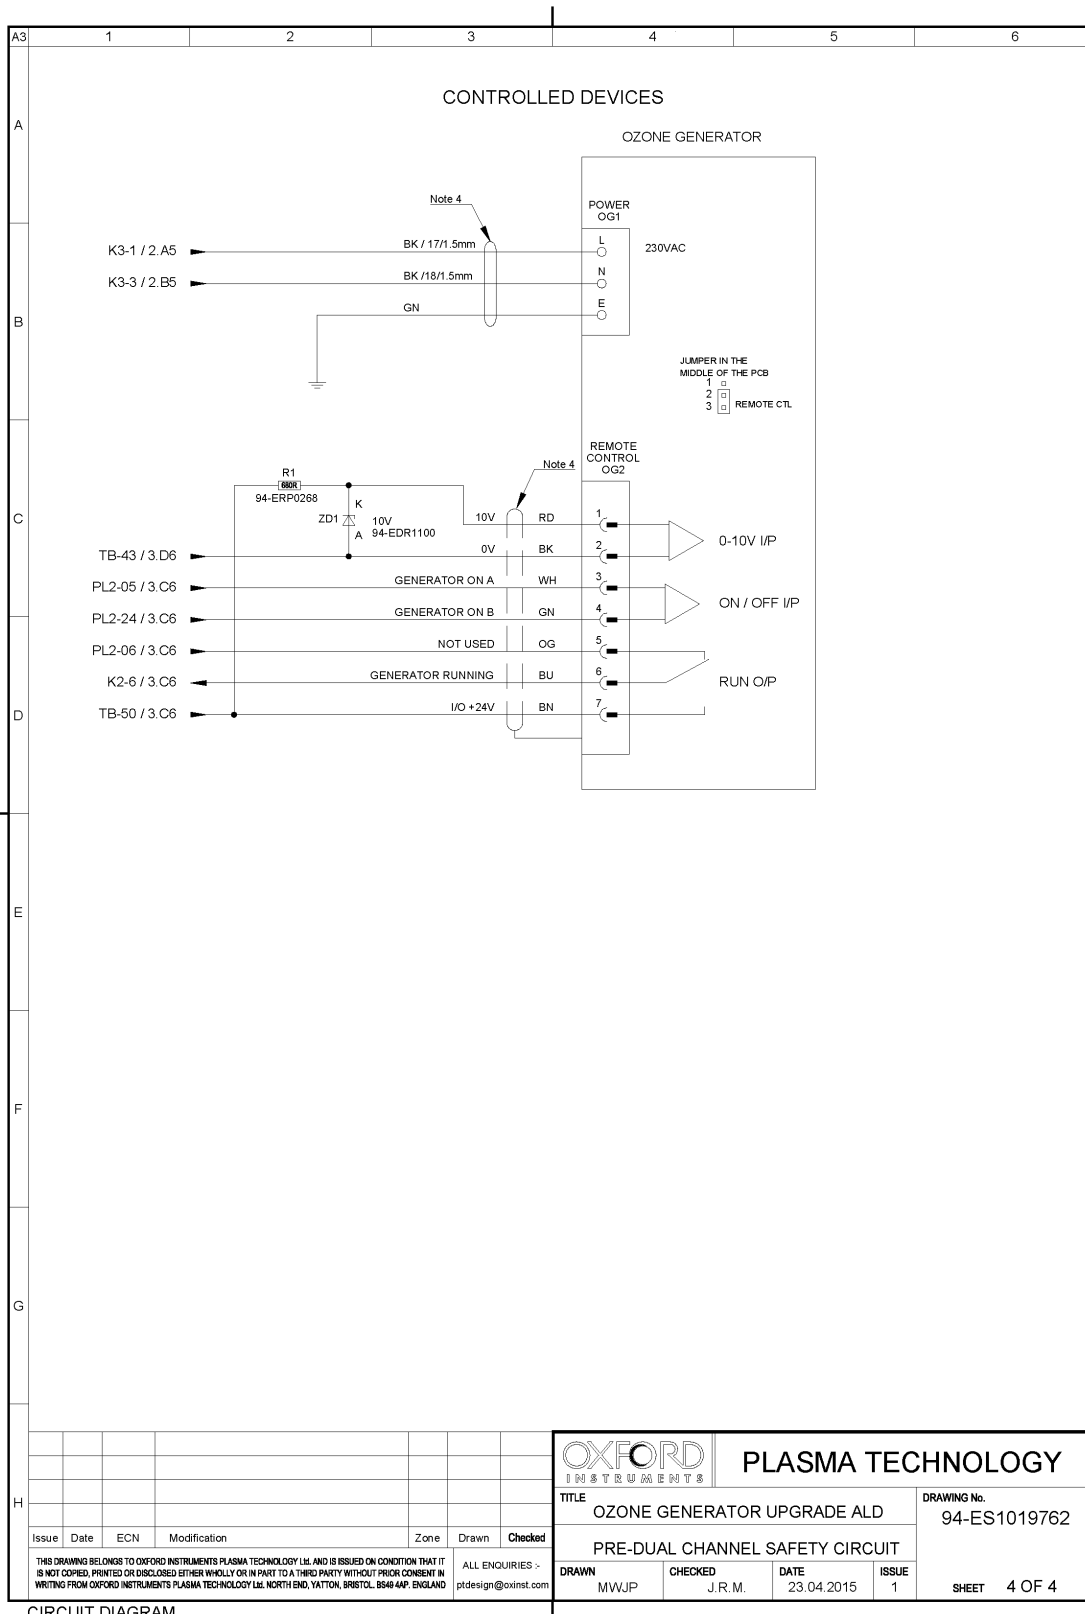 A3 1 2 3 4 5 6
CONTROLLED DEVICES
A
OZONE GENERATOR
Note 4
POWER
OG1
K3-1 / 2.A5 BK / 17/1.5mm L 230VAC
K3-3 / 2.B5 BK /18/1.5mm N
GN E
B
JUMPER IN THE
MIDDLE OF THE PCB
1
2
3 REMOTE CTL
REMOTE
CONTROL
OG2
Note 4
R1
680R
94-ERP0268
C
K
ZD1 10V
A 94-EDR1100
10V RD 1
0-10V I/P
TB-43 / 3.D6 0V BK 2
PL2-05 / 3.C6 GENERATOR ON A WH 3
ON / OFF I/P
PL2-24 / 3.C6 GENERATOR ON B GN 4
PL2-06 / 3.C6 NOT USED OG 5
K2-6 / 3.C6 GENERATOR RUNNING BU 6 RUN O/P
D TB-50 / 3.C6 I/O +24V BN 7
E
F
G
H
Issue Date ECN Modification Zone Drawn Checked
THIS DRAWING BELONGS TO OXFORD INSTRUMENTS PLASMA TECHNOLOGY Ltd. AND IS ISSUED ON CONDITION THAT IT
IS NOT COPIED, PRINTED OR DISCLOSED EITHER WHOLLY OR IN PART TO A THIRD PARTY WITHOUT PRIOR CONSENT IN
WRITING FROM OXFORD INSTRUMENTS PLASMA TECHNOLOGY Ltd. NORTH END, YATTON, BRISTOL. BS49 4AP. ENGLAND
ALL ENQUIRIES :-
ptdesign@oxinst.com
OXFORD
INSTRUMENTS
PLASMA TECHNOLOGY
TITLE
OZONE GENERATOR UPGRADE ALD
PRE-DUAL CHANNEL SAFETY CIRCUIT
DRAWING No.
94-ES1019762
DRAWN
MWJP
CHECKED
J.R.M.
DATE
23.04.2015
ISSUE
1
SHEET 4 OF 4
CIRCUIT DIAGRAM